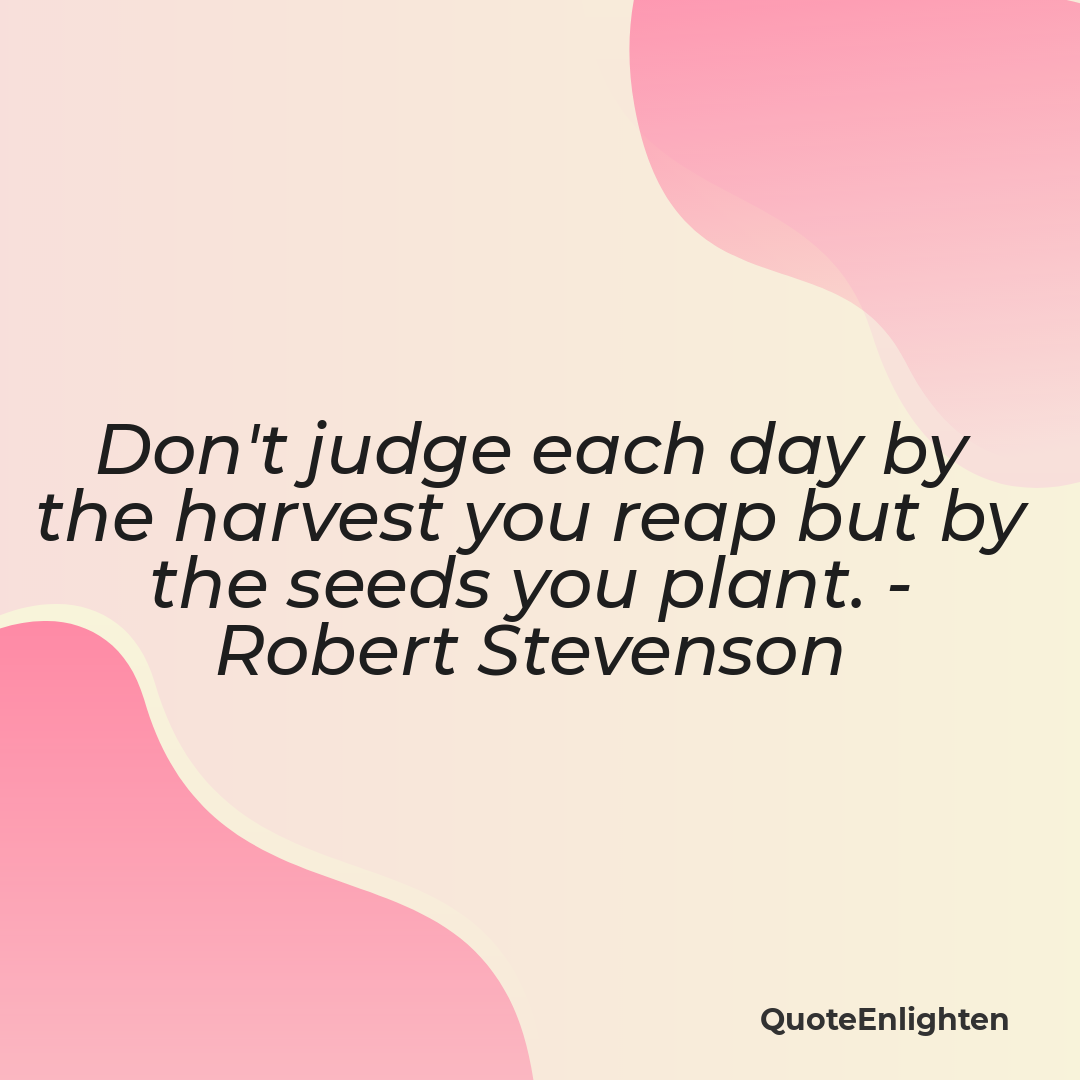 Don't judge each day by
the harvest you reap but by
the seeds you plant. -
Robert Stevenson
QuoteEnlighten